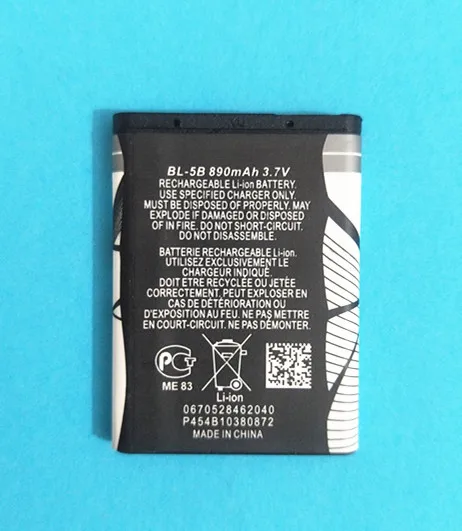 BL-5B 890mAh 3.7V
RECHARGEABLE Li-ion BATTERY.
USE SPECIFIED CHARGER ONLY.
MUST BE DISPOSED OF PROPERLY.
MAY EXPLODE IF DAMAGED OR DISPOSED
OF IN FIRE. DO NOT SHORT-CIRCUIT.
DO NOT DISASSEMBLE.
BATTERIE RECHARGEABLE Li-ion.
UTILISEZ EXCLUSIVEMENT LE
CHARGEUR INDIQUÉ.
DOIT ÊTRE RECYCLÉE OU JETÉE
CORRECTEMENT. PEUT EXPLOSER EN
CAS DE DÉTÉRIORATION OU
D'EXPOSITION AU FEU. NE PAS METTRE
EN COURT-CIRCUIT. NE PAS DÉMONTER.
РСТ
ME 83
Li-ion
0670528462040
P454B10380872
MADE IN CHINA